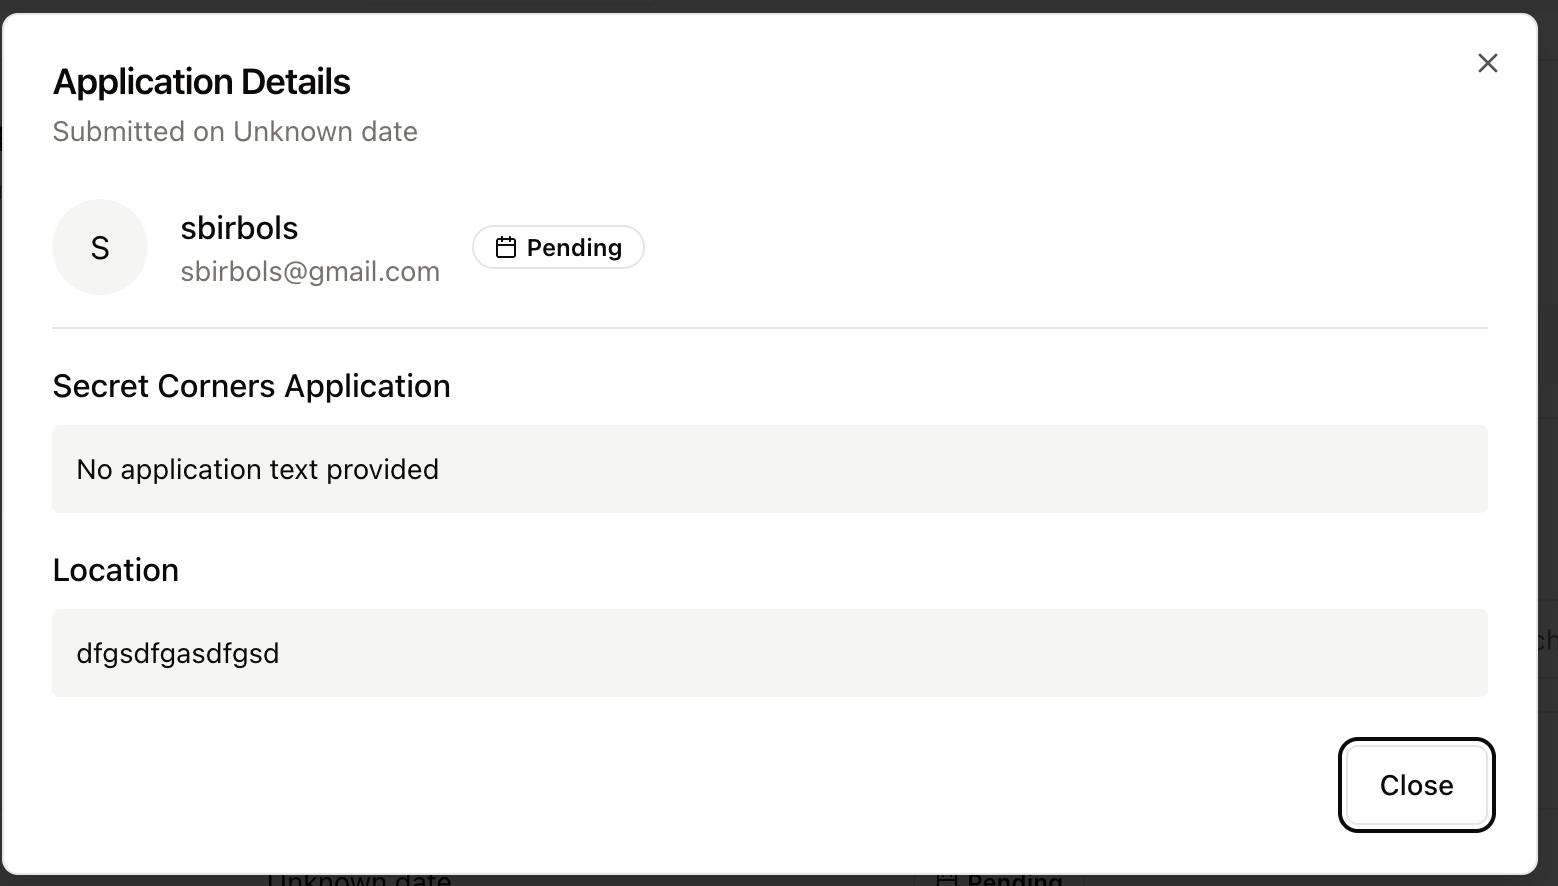 Application Details
Submitted on Unknown date
S
sbirbols
sbirbols@gmail.com
Pending
Secret Corners Application
No application text provided
Location
dfgsdfgasdfgsd
ch
Close
Unknown date
Pending